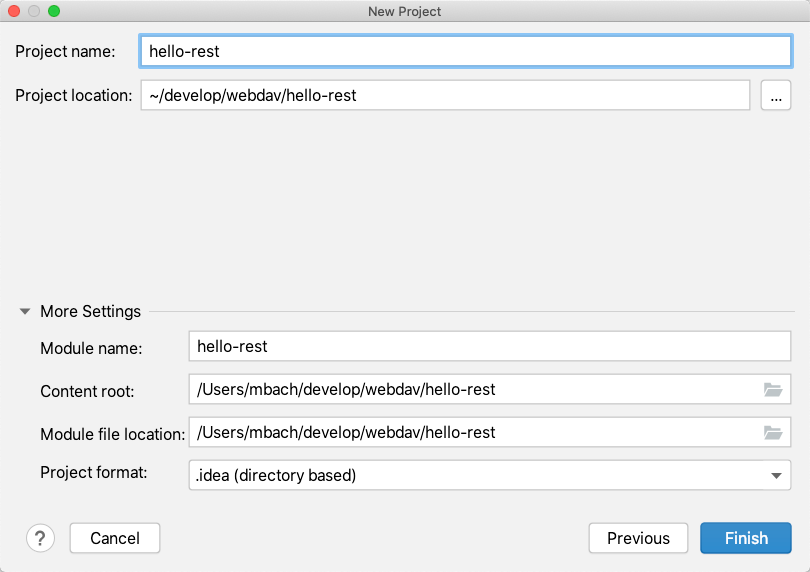 New Project
Project name: hello-rest
Project location: ~/develop/webdav/hello-rest ...
More Settings
Module name: hello-rest
Content root: /Users/mbach/develop/webdav/hello-rest
Module file location: /Users/mbach/develop/webdav/hello-rest
Project format: .idea (directory based)
? Cancel Previous Finish